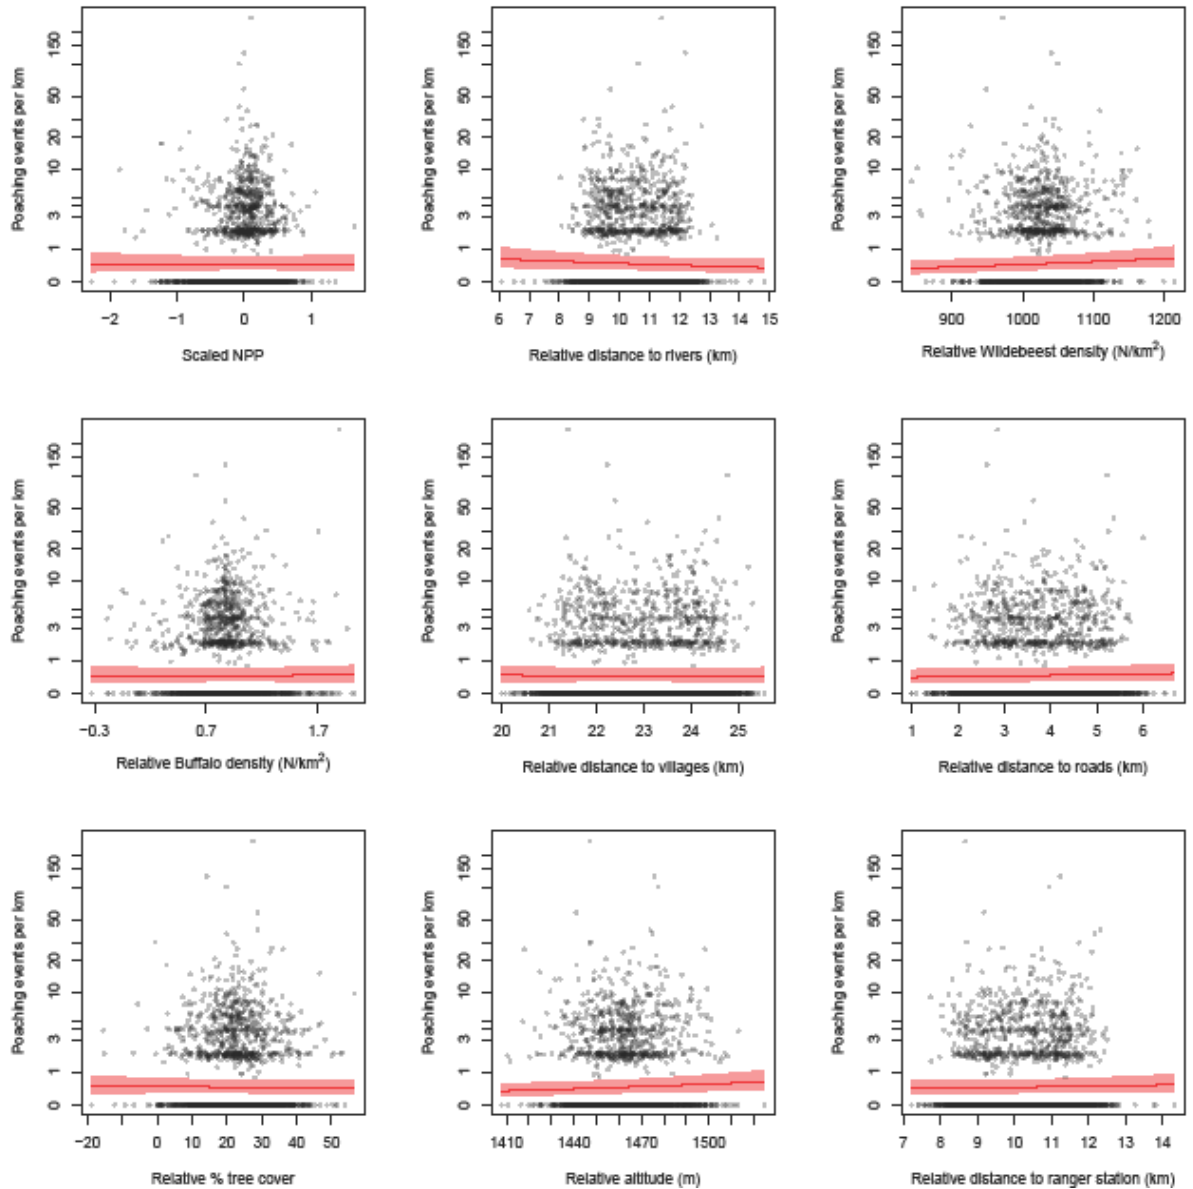 Poaching events per km
150
50
20
10
3
1
0
−2 −1 0 1
Scaled NPP
Poaching events per km
150
50
20
10
3
1
0
6 7 8 9 10 11 12 13 14 15
Relative distance to rivers (km)
Poaching events per km
150
50
20
10
3
1
0
900 1000 1100 1200
Relative Wildebeest density (N/km²)
Poaching events per km
150
50
20
10
3
1
0
−0.3 0.7 1.7
Relative Buffalo density (N/km²)
Poaching events per km
150
50
20
10
3
1
0
20 21 22 23 24 25
Relative distance to villages (km)
Poaching events per km
150
50
20
10
3
1
0
1 2 3 4 5 6
Relative distance to roads (km)
Poaching events per km
150
50
20
10
3
1
0
−20 0 10 20 30 40 50
Relative % tree cover
Poaching events per km
150
50
20
10
3
1
0
1410 1440 1470 1500
Relative altitude (m)
Poaching events per km
150
50
20
10
3
1
0
7 8 9 10 11 12 13 14
Relative distance to ranger station (km)